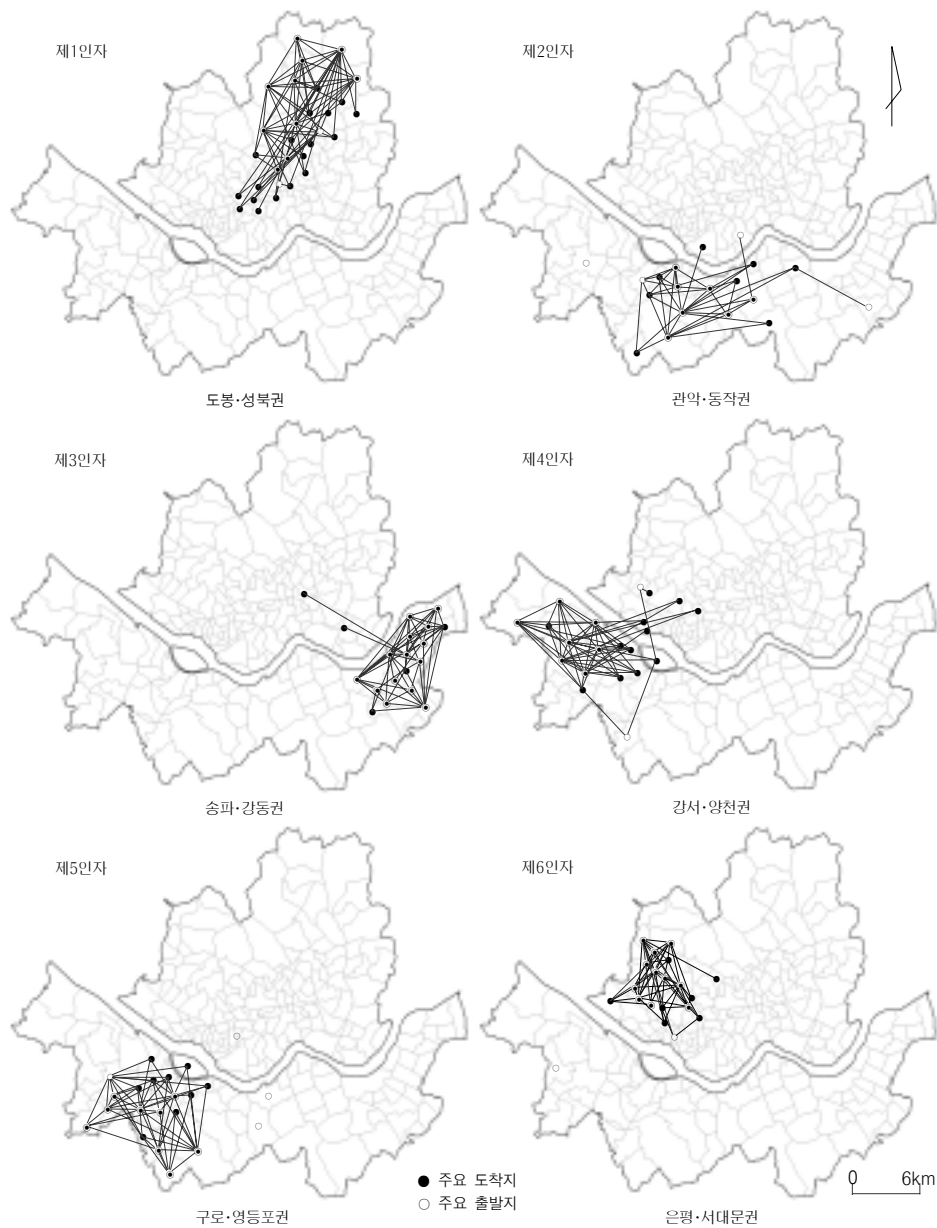 제1인자
제2인자
도봉·성북권
관악·동작권
제3인자
제4인자
송파·강동권
강서·양천권
제5인자
제6인자
주요 도착지
주요 출발지
0 6km
구로·영등포권
은평·서대문권